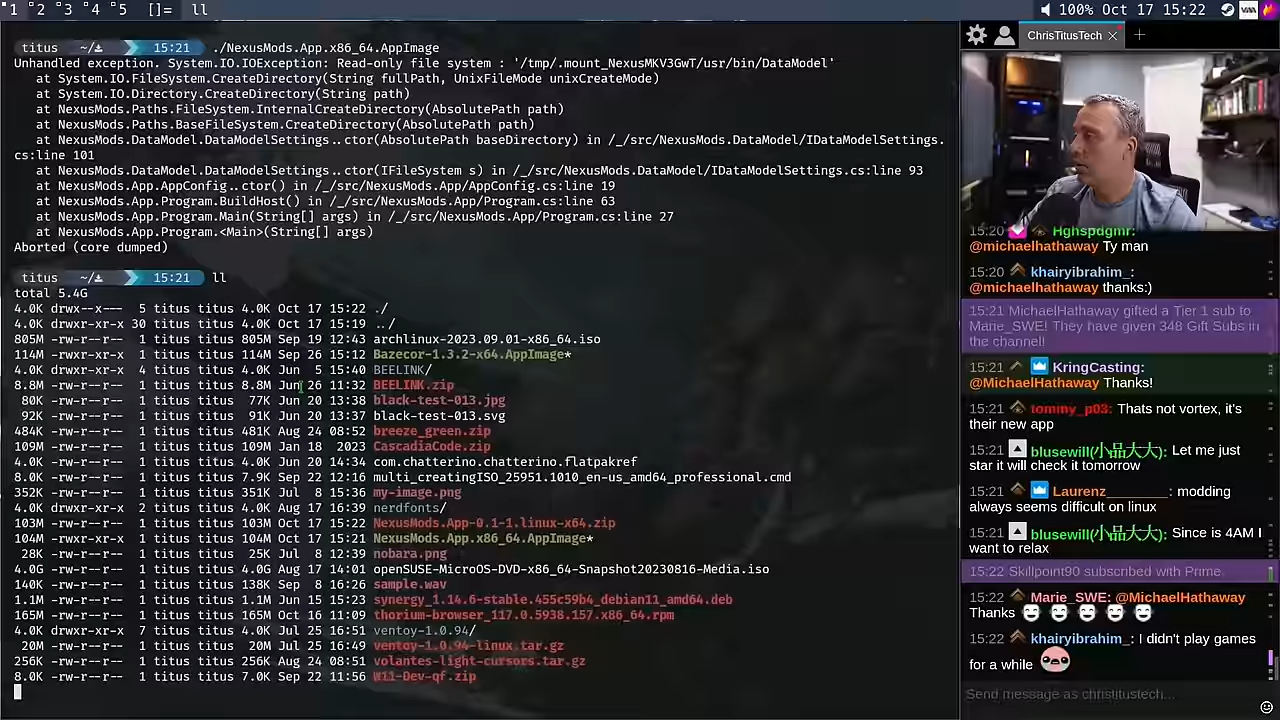 1 2 3 4 5 []= ll
100% Oct 17 15:22
titus ~/ 15:21 ./NexusMods.App.x86_64.AppImage
Unhandled exception. System.IO.IOException: Read-only file system : '/tmp/.mount_NexusMKV3GwT/usr/bin/DataModel'
at System.IO.FileSystem.CreateDirectory(String fullPath, UnixFileMode unixCreateMode)
at System.IO.Directory.CreateDirectory(String path)
at NexusMods.Paths.FileSystem.InternalCreateDirectory(AbsolutePath path)
at NexusMods.Paths.BaseFileSystem.CreateDirectory(AbsolutePath path)
at NexusMods.DataModel.DataModelSettings..ctor(AbsolutePath baseDirectory) in /_/src/NexusMods.DataModel/IDataModelSettings.
cs:line 101
at NexusMods.DataModel.DataModelSettings..ctor(IFileSystem s) in /_/src/NexusMods.DataModel/IDataModelSettings.cs:line 93
at NexusMods.App.AppConfig..ctor() in /_/src/NexusMods.App/AppConfig.cs:line 19
at NexusMods.App.Program.BuildHost() in /_/src/NexusMods.App/Program.cs:line 63
at NexusMods.App.Program.Main(String[] args) in /_/src/NexusMods.App/Program.cs:line 27
at NexusMods.App.Program.<Main>(String[] args)
Aborted (core dumped)
titus ~/ 15:21 ll
total 5.4G
4.0K drwx--x--- 5 titus titus 4.0K Oct 17 15:22 ./
4.0K drwxr-xr-x 30 titus titus 4.0K Oct 17 15:19 ../
805M -rw-r--r-- 1 titus titus 805M Sep 19 12:43 archlinux-2023.09.01-x86_64.iso
114M -rwxr-xr-x 1 titus titus 114M Sep 26 15:12 Bazecor-1.3.2-x64.AppImage*
4.0K drwxr-xr-x 4 titus titus 4.0K Jun 5 15:40 BEELINK/
8.8M -rw-r--r-- 1 titus titus 8.8M Jun 26 11:32 BEELINK.zip
80K -rw-r--r-- 1 titus titus 77K Jun 20 13:38 black-test-013.jpg
92K -rw-r--r-- 1 titus titus 91K Jun 20 13:37 black-test-013.svg
484K -rw-r--r-- 1 titus titus 481K Aug 24 08:52 breeze_green.zip
109M -rw-r--r-- 1 titus titus 109M Jan 18 2023 CascadiaCode.zip
4.0K -rw-r--r-- 1 titus titus 4.0K Jun 20 14:34 com.chatterino.chatterino.flatpakref
8.0K -rw-r--r-- 1 titus titus 7.9K Sep 22 12:16 multi_creatingISO_25951.1010_en-us_amd64_professional.cmd
352K -rw-r--r-- 1 titus titus 351K Jul 8 15:36 my-image.png
4.0K drwxr-xr-x 2 titus titus 4.0K Aug 17 16:39 nerdfonts/
103M -rw-r--r-- 1 titus titus 103M Oct 17 15:22 NexusMods.App-0.1-1.linux-x64.zip
104M -rwxr-xr-x 1 titus titus 104M Oct 17 15:21 NexusMods.App.x86_64.AppImage*
28K -rw-r--r-- 1 titus titus 25K Jul 8 12:39 nobara.png
4.0G -rw-r--r-- 1 titus titus 4.0G Aug 17 14:01 openSUSE-MicroOS-DVD-x86_64-Snapshot20230816-Media.iso
140K -rw-r--r-- 1 titus titus 138K Sep 8 16:26 sample.wav
1.1M -rw-r--r-- 1 titus titus 1.1M Jun 15 15:23 synergy_1.14.6-stable.455c59b4_debian11_amd64.deb
165M -rw-r--r-- 1 titus titus 165M Oct 16 11:09 thorium-browser_117.0.5938.157.x86_64.rpm
4.0K drwxr-xr-x 7 titus titus 4.0K Jul 25 16:51 ventoy-1.0.94/
20M -rw-r--r-- 1 titus titus 20M Jul 25 16:49 ventoy-1.0.94-linux.tar.gz
256K -rw-r--r-- 1 titus titus 256K Aug 24 08:51 volantes-light-cursors.tar.gz
8.0K -rw-r--r-- 1 titus titus 7.0K Sep 22 11:56 W11-Dev-qf.zip
ChrisTitusTech
15:20 Hghspdgmr:
@michaelhathaway Ty man
15:20 khairyibrahim_:
@michaelhathaway thanks:)
15:21 MichaelHathaway gifted a Tier 1 sub to
Marie_SWE! They have given 348 Gift Subs in
the channel!
15:21 KringCasting:
@MichaelHathaway Thanks!
15:21 tommy_p03: Thats not vortex, it's
their new app
15:21 bluesewill(小品大大): Let me just
star it will check it tomorrow
15:21 Laurenz________: modding
always seems difficult on linux
15:21 bluesewill(小品大大): Since is 4AM I
want to relax
15:22 Skillpoint90 subscribed with Prime.
15:22 Marie_SWE: @MichaelHathaway
Thanks
15:22 khairyibrahim_: I didn't play games
for a while
Send message as christitustech...